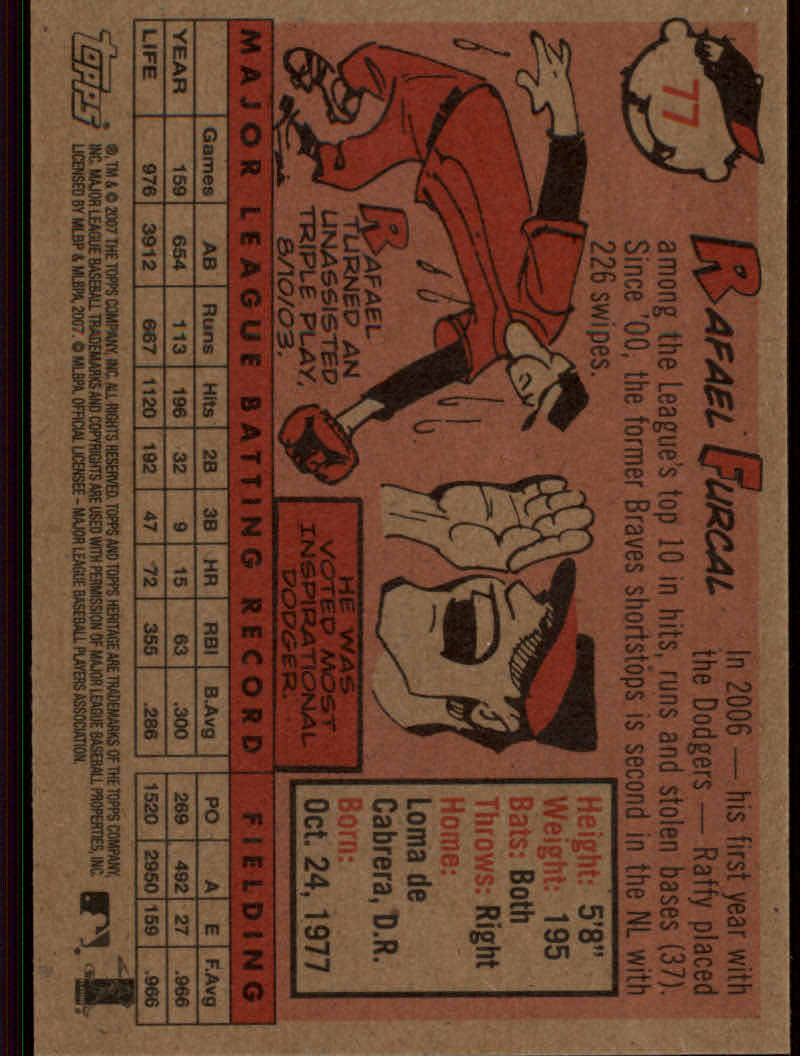 77
RAFAEL FURCAL
In 2006 — his first year with
the Dodgers — Raffy placed
among the League's top 10 in hits, runs and stolen bases (37).
Since '00, the former Braves shortstops is second in the NL with
226 swipes.
RAFAEL
TURNED AN
UNASSISTED
TRIPLE PLAY,
8/10/03.
HE WAS
VOTED MOST
INSPIRATIONAL
DODGER.
Height: 5'8"
Weight: 195
Bats: Both
Throws: Right
Home:
Loma de
Cabrera, D.R.
Born:
Oct. 24, 1977
MAJOR LEAGUE BATTING RECORD FIELDING
Games AB Runs Hits 2B 3B HR RBI B.Avg PO A E F.Avg
YEAR 159 654 113 196 32 9 15 63 .300 269 492 27 .966
LIFE 976 3912 667 1120 192 47 72 355 .286 1520 2950 159 .966
topps®
®, TM & © 2007 THE TOPPS COMPANY, INC. ALL RIGHTS RESERVED. TOPPS AND TOPPS HERITAGE ARE TRADEMARKS OF THE TOPPS COMPANY,
INC. MAJOR LEAGUE BASEBALL TRADEMARKS AND COPYRIGHTS ARE USED WITH PERMISSION OF MAJOR LEAGUE BASEBALL PROPERTIES, INC.
LICENSED BY MLBP & MLBPA, 2007. © MLBPA, OFFICIAL LICENSEE – MAJOR LEAGUE BASEBALL PLAYERS ASSOCIATION.